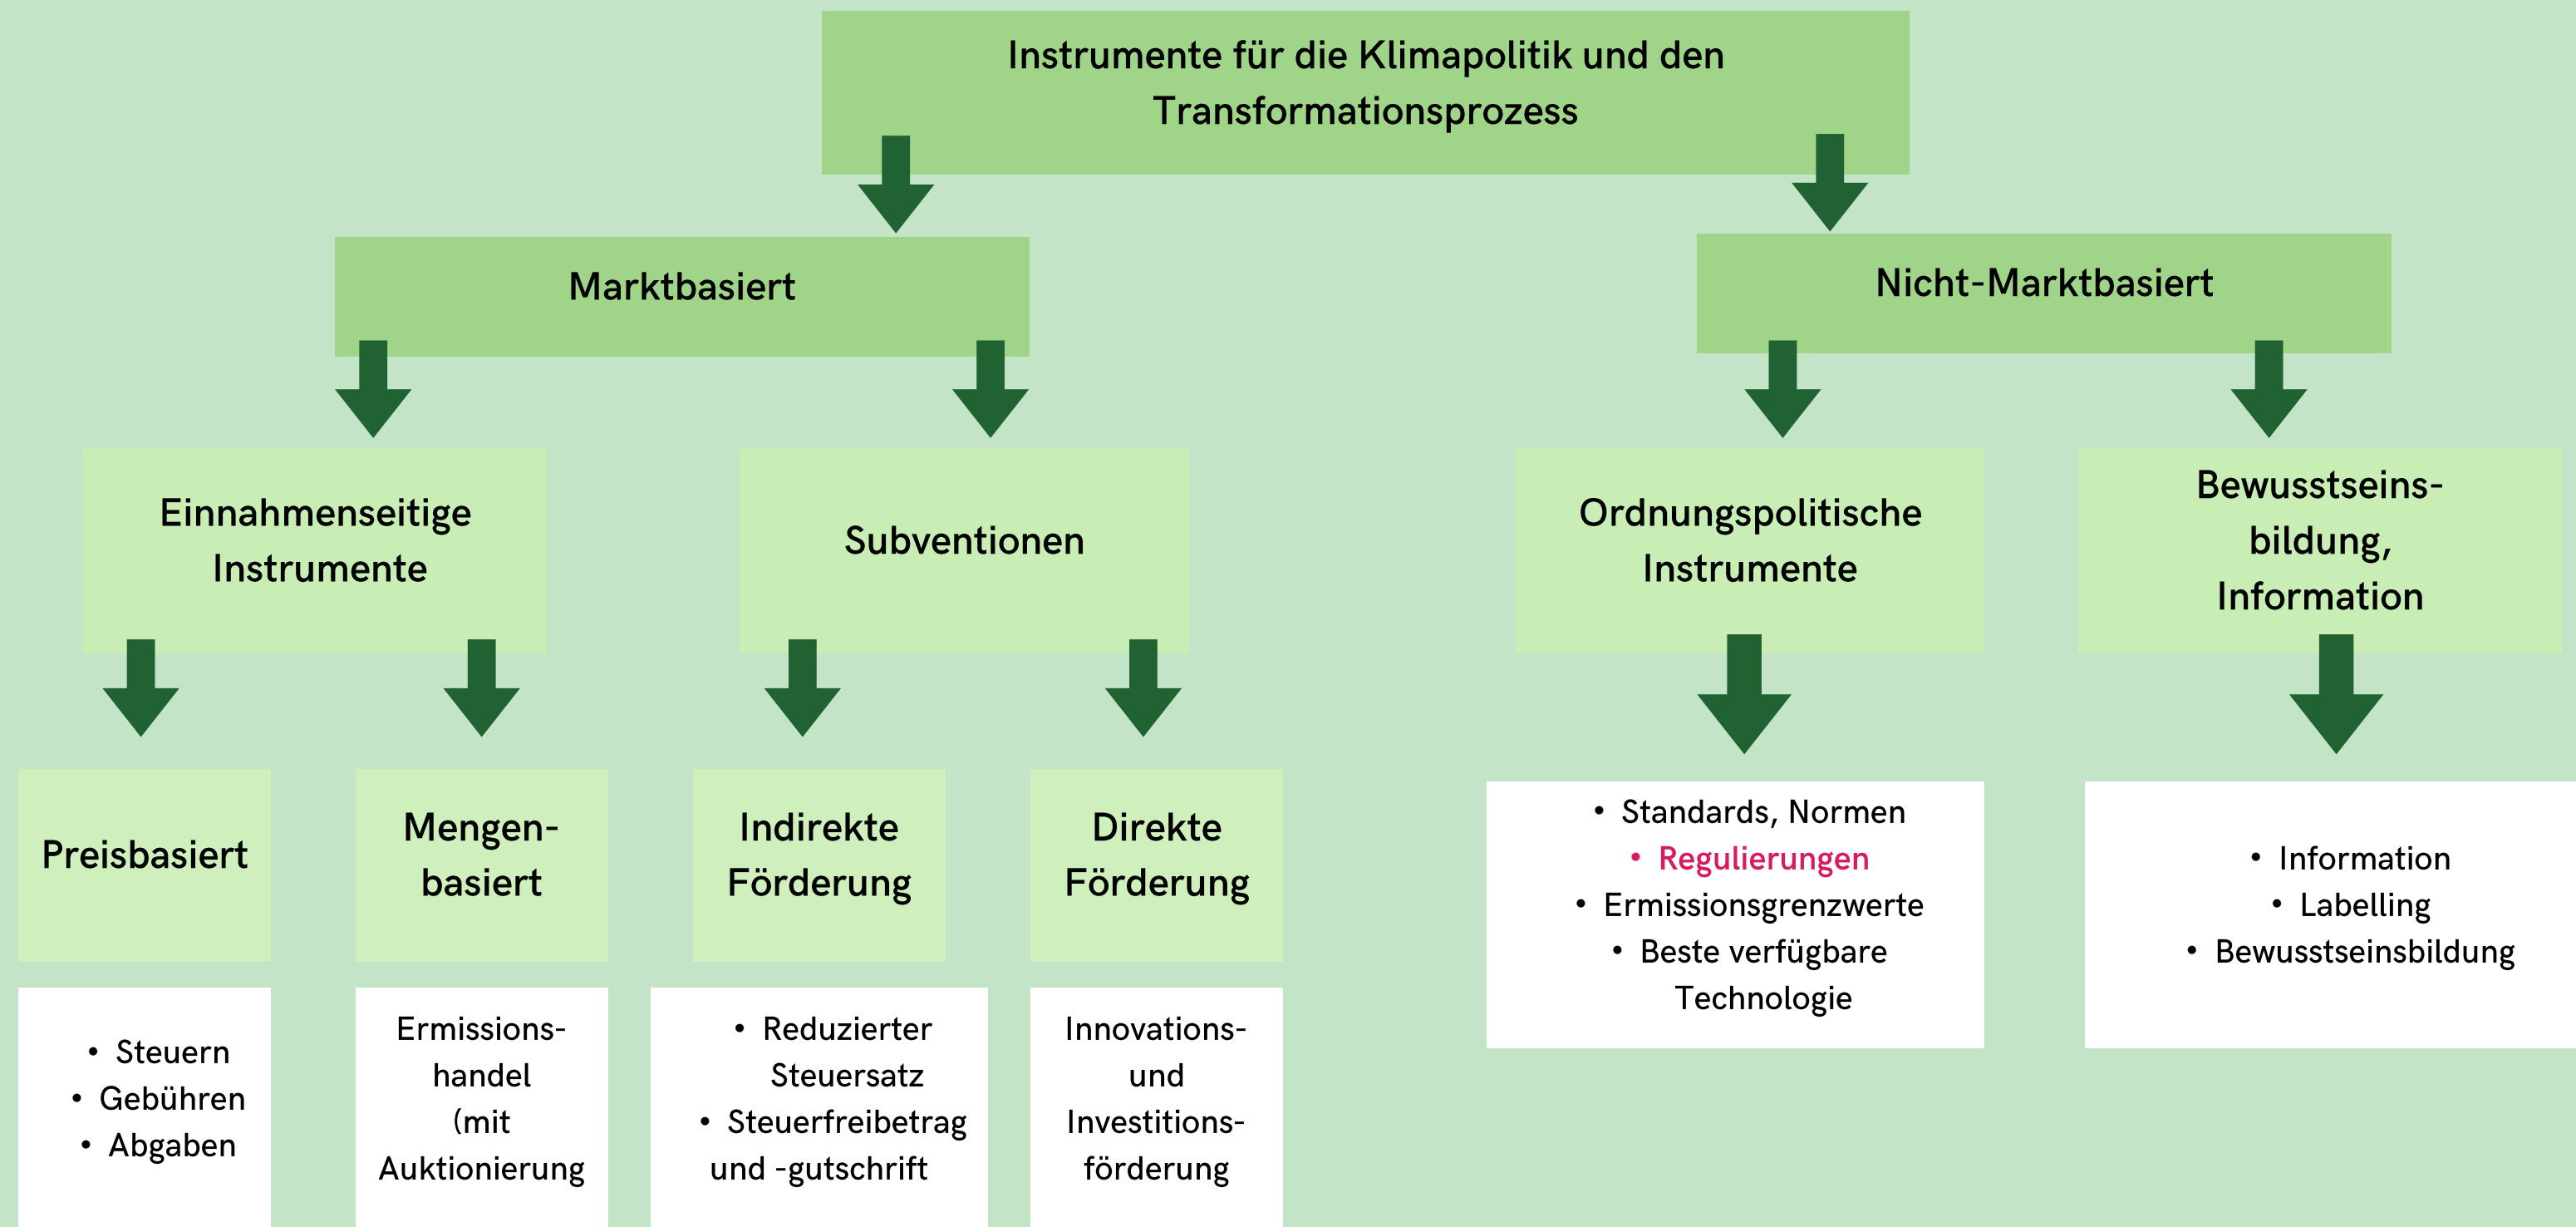 Instrumente für die Klimapolitik und den
Transformationsprozess
Marktbasiert
Nicht-Marktbasiert
Einnahmenseitige
Instrumente
Subventionen
Ordnungspolitische
Instrumente
Bewusstseins-
bildung,
Information
Preisbasiert
Mengen-
basiert
Indirekte
Förderung
Direkte
Förderung
• Steuern
• Gebühren
• Abgaben
Ermissions-
handel
(mit
Auktionierung
• Reduzierter
Steuersatz
• Steuerfreibetrag
und -gutschrift
Innovations-
und
Investitions-
förderung
• Standards, Normen
• Regulierungen
• Ermissionsgrenzwerte
• Beste verfügbare
Technologie
• Information
• Labelling
• Bewusstseinsbildung